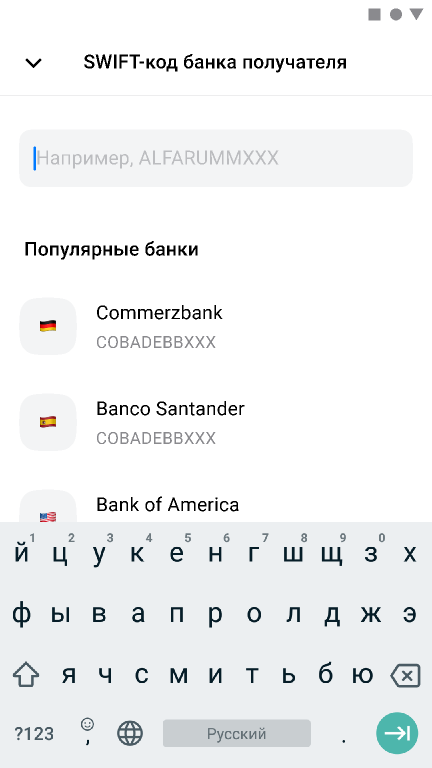 SWIFT-код банка получателя
Например, ALFARUMMXXX
Популярные банки
Commerzbank
COBADEBBXXX
Banco Santander
COBADEBBXXX
Bank of America
1 2 3 4 5 6 7 8 9 0
й ц у к е н г ш щ з х
ф ы в а п р о л д ж э
я ч с м и т ь б ю
?123 , Русский .